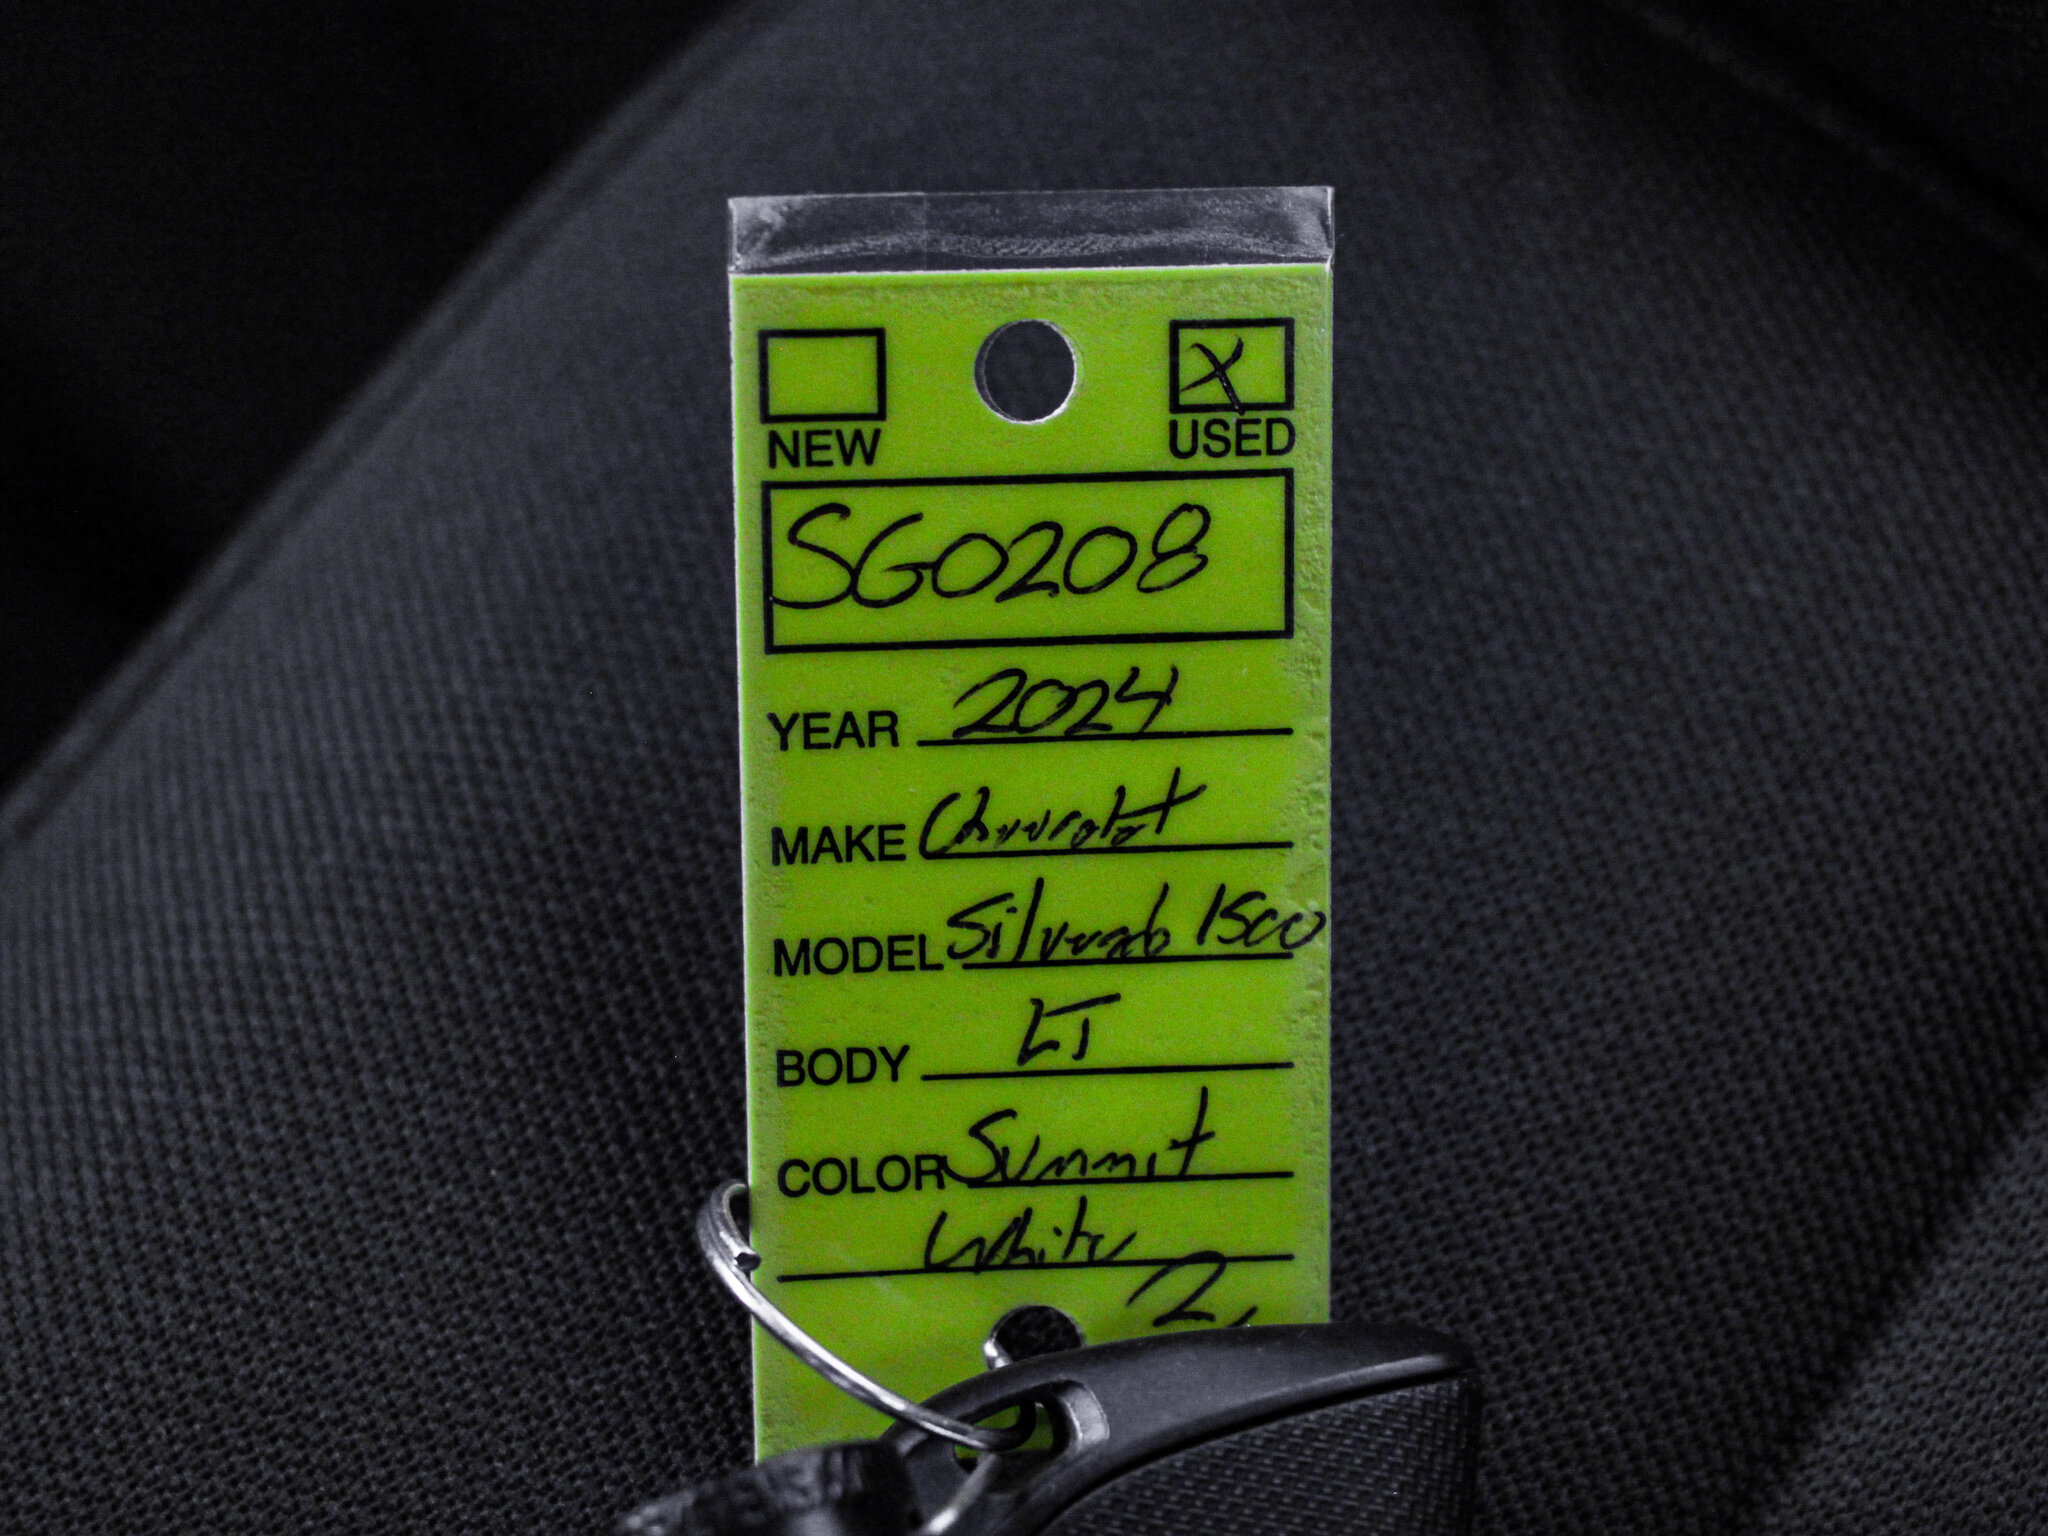 X
NEW USED
SG0208
YEAR 2024
MAKE Chevrolet
MODEL Silverado 1500
BODY LT
COLOR Summit
White